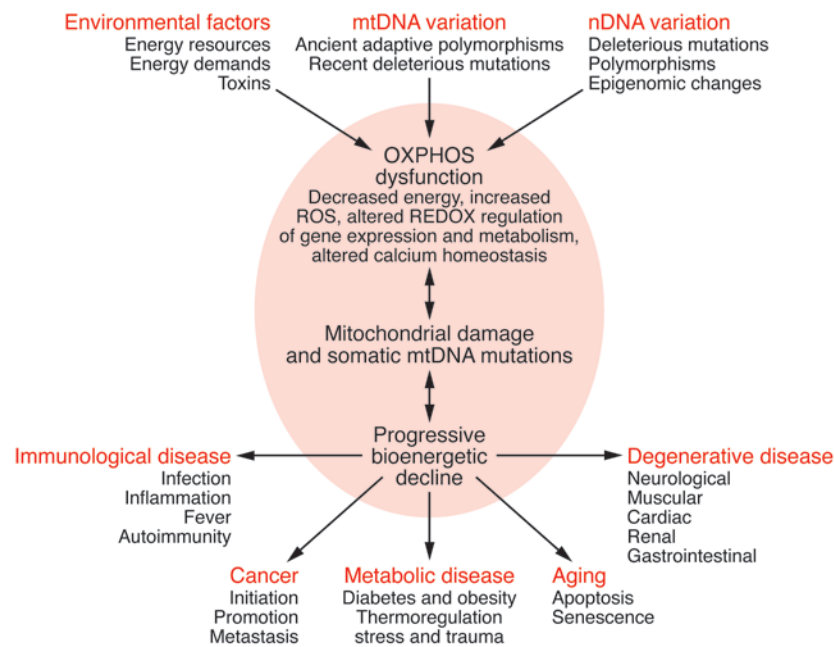 Environmental factors
Energy resources
Energy demands
Toxins
mtDNA variation
Ancient adaptive polymorphisms
Recent deleterious mutations
nDNA variation
Deleterious mutations
Polymorphisms
Epigenomic changes
OXPHOS
dysfunction
Decreased energy, increased
ROS, altered REDOX regulation
of gene expression and metabolism,
altered calcium homeostasis
Mitochondrial damage
and somatic mtDNA mutations
Progressive
bioenergetic
decline
Immunological disease
Infection
Inflammation
Fever
Autoimmunity
Degenerative disease
Neurological
Muscular
Cardiac
Renal
Gastrointestinal
Cancer
Initiation
Promotion
Metastasis
Metabolic disease
Diabetes and obesity
Thermoregulation
stress and trauma
Aging
Apoptosis
Senescence